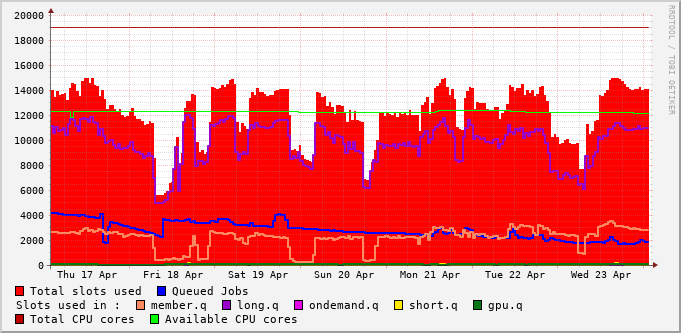 20000
18000
16000
14000
12000
10000
8000
6000
4000
2000
0
Thu 17 Apr Fri 18 Apr Sat 19 Apr Sun 20 Apr Mon 21 Apr Tue 22 Apr Wed 23 Apr
Total slots used Queued Jobs
Slots used in : member.q long.q ondemand.q short.q gpu.q
Total CPU cores Available CPU cores
RRDTOOL / TOBI OETIKER